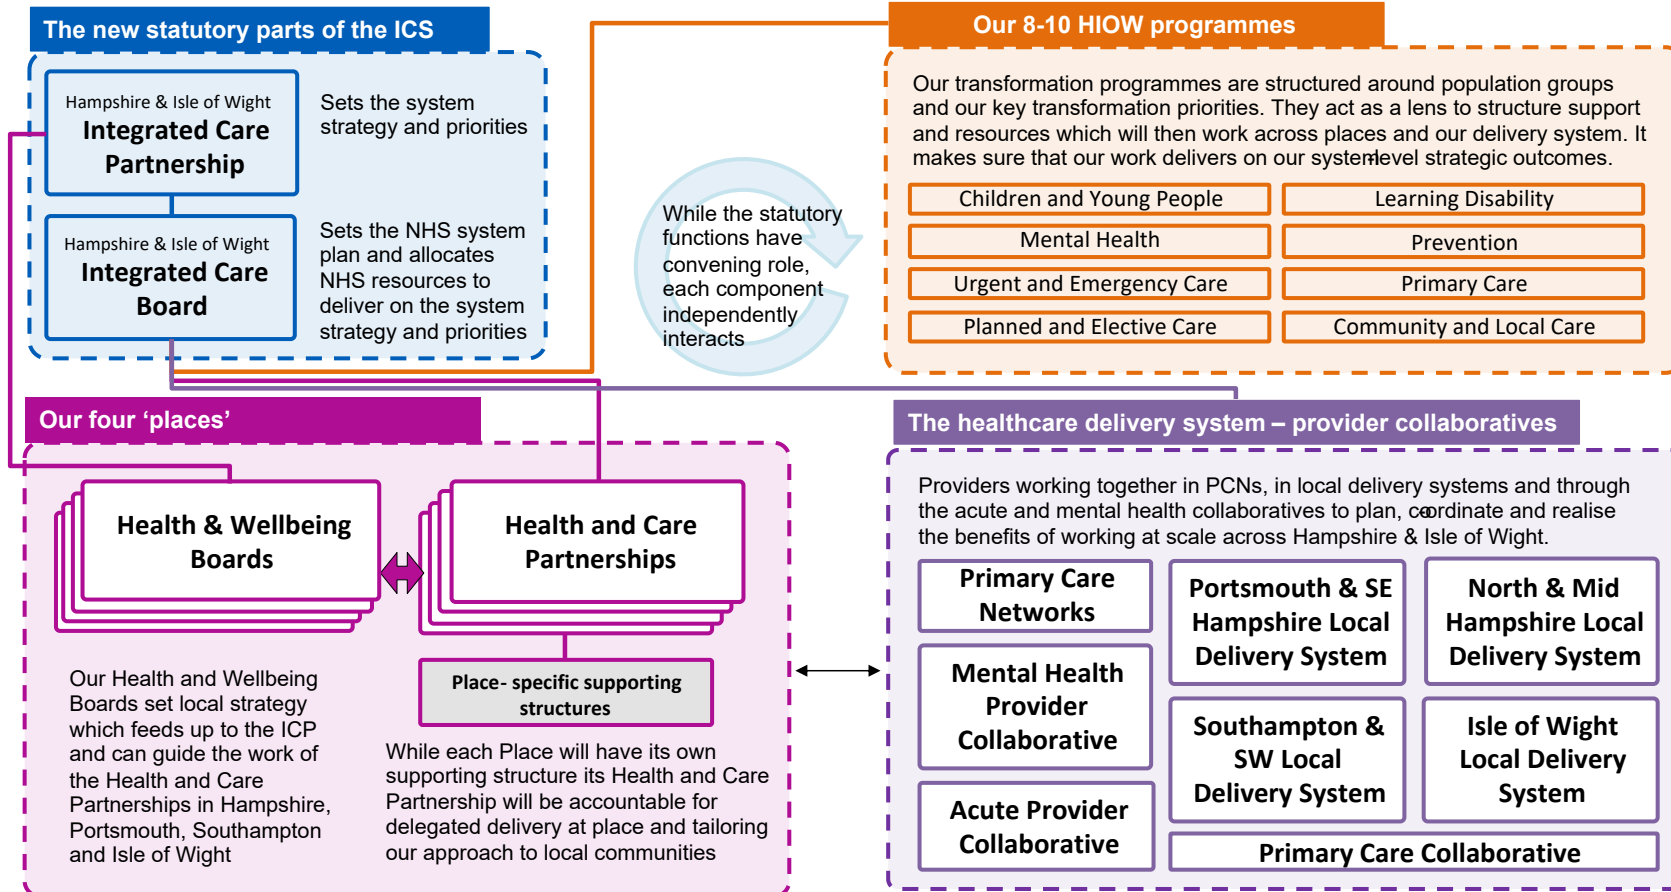 The new statutory parts of the ICS
Hampshire & Isle of Wight
Integrated Care
Partnership
Sets the system
strategy and priorities
Hampshire & Isle of Wight
Integrated Care
Board
Sets the NHS system
plan and allocates
NHS resources to
deliver on the system
strategy and priorities
While the statutory
functions have
convening role,
each component
independently
interacts
Our 8-10 HIOW programmes
Our transformation programmes are structured around population groups
and our key transformation priorities. They act as a lens to structure support
and resources which will then work across places and our delivery system. It
makes sure that our work delivers on our system-level strategic outcomes.
Children and Young People
Learning Disability
Mental Health
Prevention
Urgent and Emergency Care
Primary Care
Planned and Elective Care
Community and Local Care
Our four ‘places’
Health & Wellbeing
Boards
Health and Care
Partnerships
Place- specific supporting
structures
Our Health and Wellbeing
Boards set local strategy
which feeds up to the ICP
and can guide the work of
the Health and Care
Partnerships in Hampshire,
Portsmouth, Southampton
and Isle of Wight
While each Place will have its own
supporting structure its Health and Care
Partnership will be accountable for
delegated delivery at place and tailoring
our approach to local communities
The healthcare delivery system – provider collaboratives
Providers working together in PCNs, in local delivery systems and through
the acute and mental health collaboratives to plan, co-ordinate and realise
the benefits of working at scale across Hampshire & Isle of Wight.
Primary Care
Networks
Mental Health
Provider
Collaborative
Acute Provider
Collaborative
Portsmouth & SE
Hampshire Local
Delivery System
North & Mid
Hampshire Local
Delivery System
Southampton &
SW Local
Delivery System
Isle of Wight
Local Delivery
System
Primary Care Collaborative